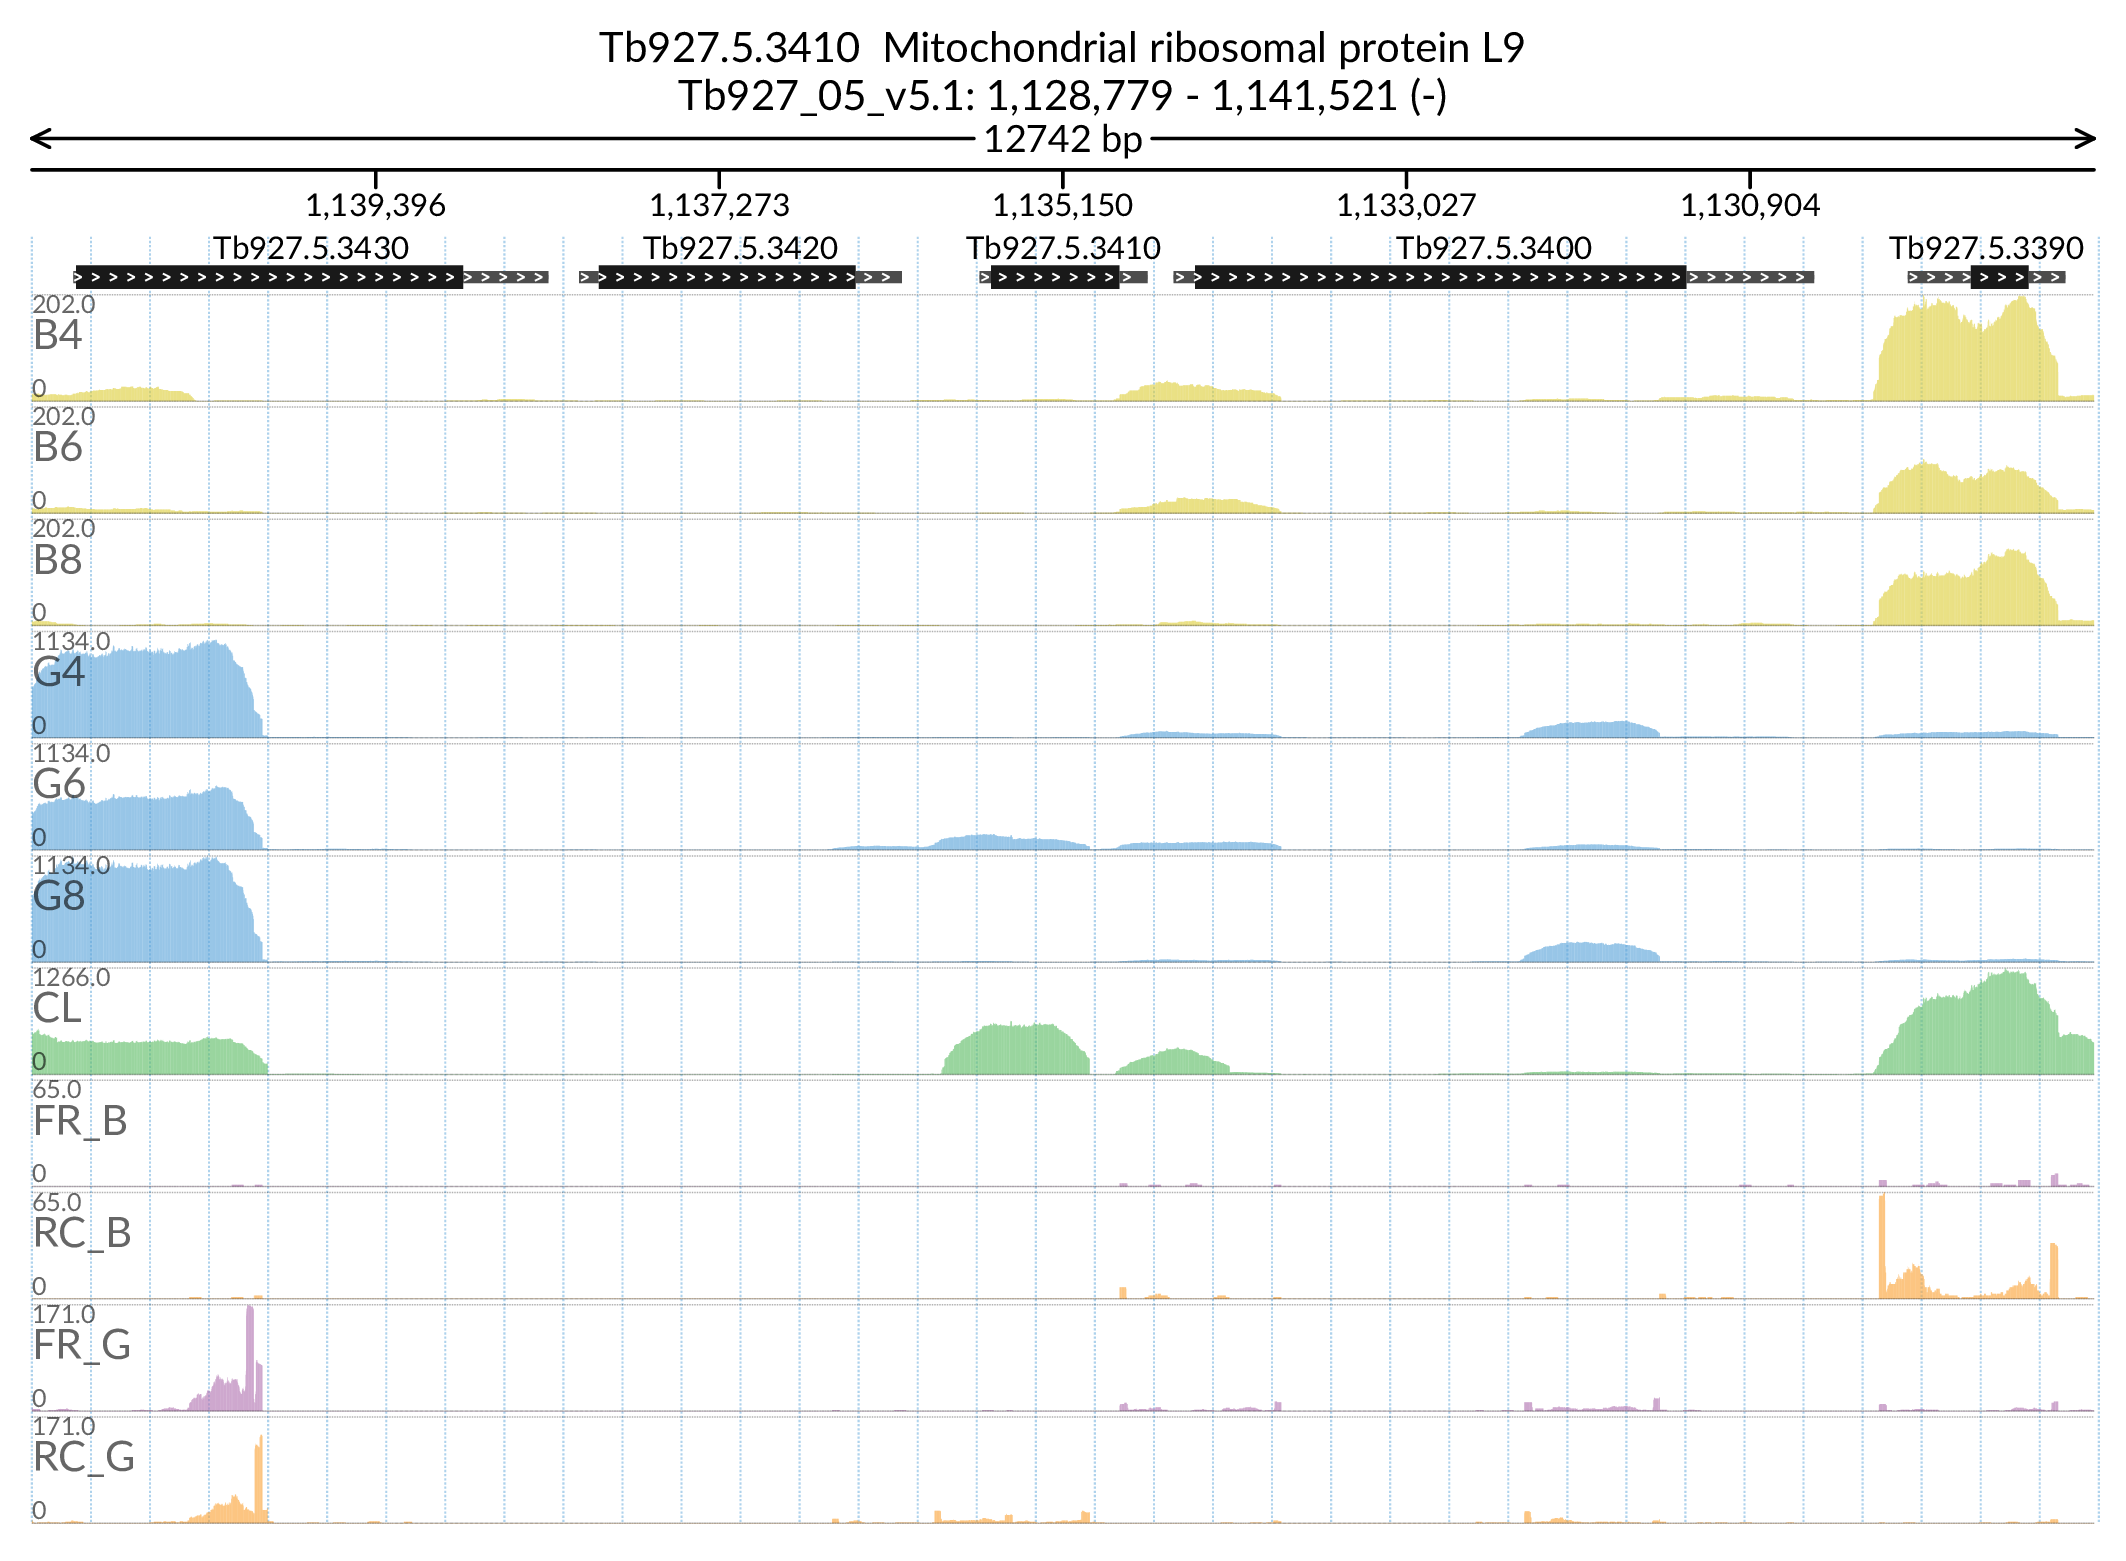 Tb927.5.3410 Mitochondrial ribosomal protein L9
Tb927_05_v5.1: 1,128,779 - 1,141,521 (-)
12742 bp
1,139,396 1,137,273 1,135,150 1,133,027 1,130,904
Tb927.5.3430 Tb927.5.3420 Tb927.5.3410 Tb927.5.3400 Tb927.5.3390
202.0
B4
0
202.0
B6
0
202.0
B8
0
1134.0
G4
0
1134.0
G6
0
1134.0
G8
0
1266.0
CL
0
65.0
FR_B
0
65.0
RC_B
0
171.0
FR_G
0
171.0
RC_G
0